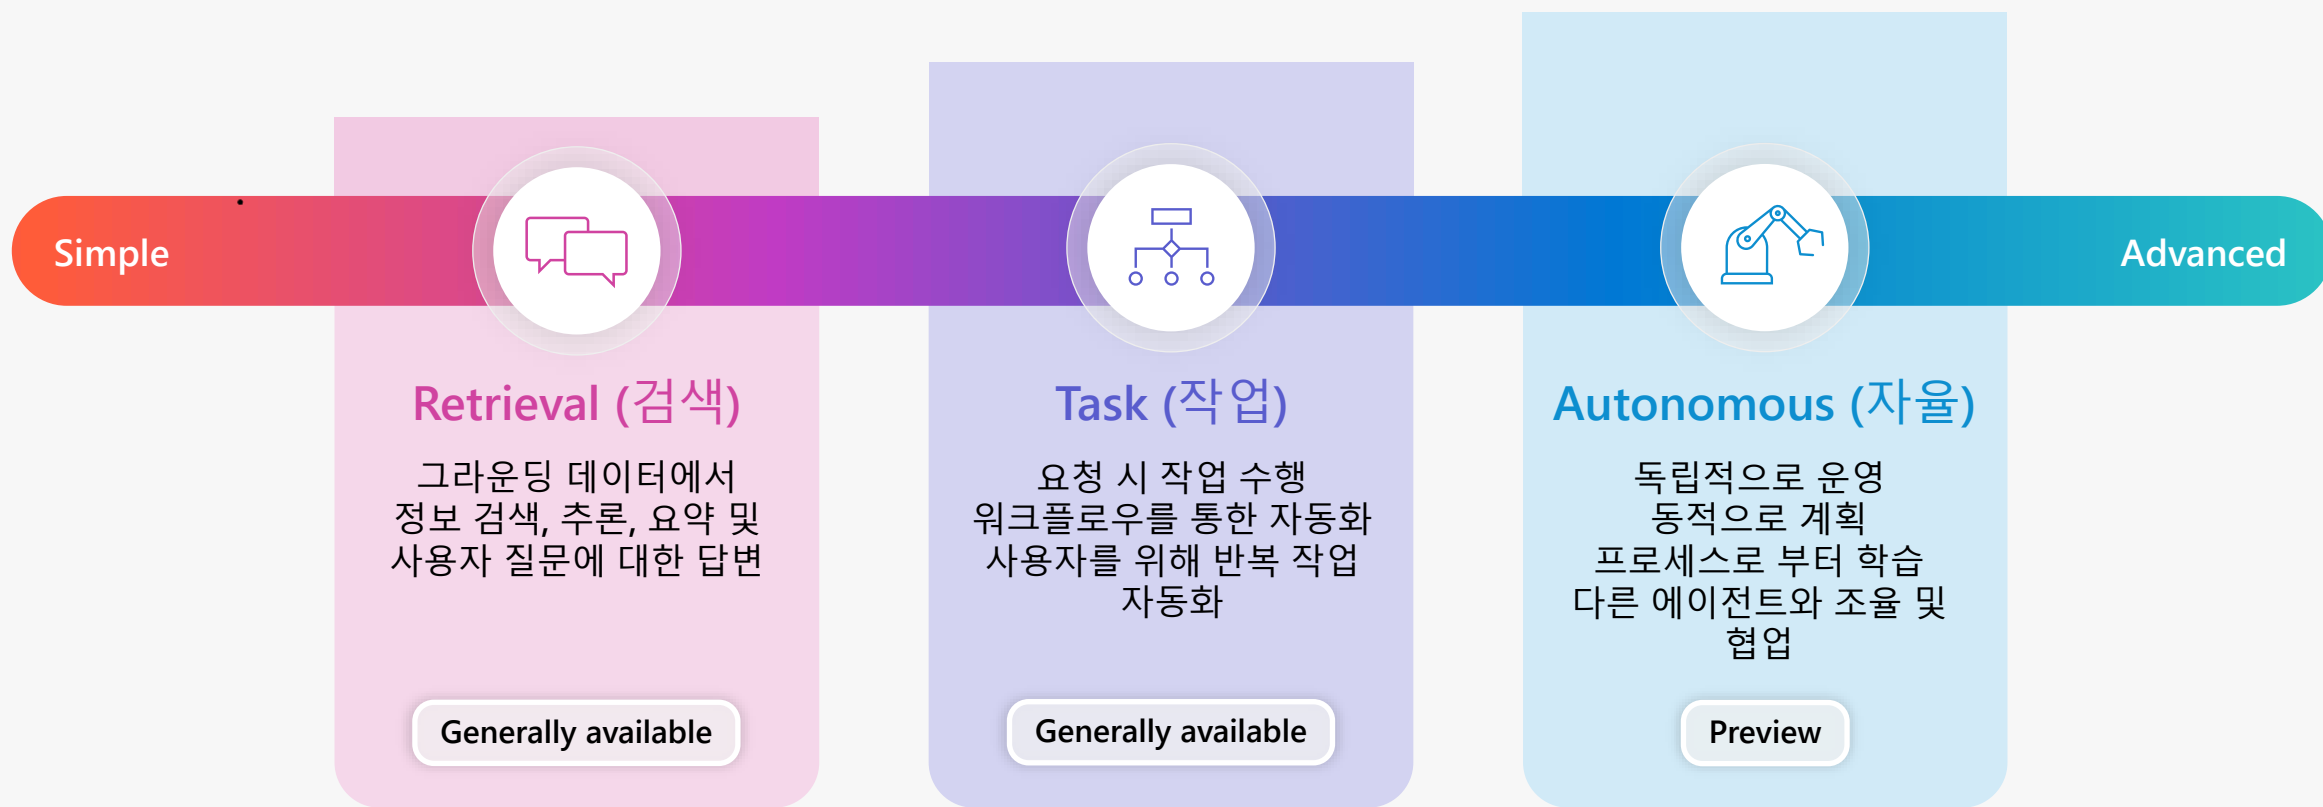 Simple
Advanced
Retrieval (검색)
그라운딩 데이터에서
정보 검색, 추론, 요약 및
사용자 질문에 대한 답변
Generally available
Task (작업)
요청 시 작업 수행
워크플로우를 통한 자동화
사용자를 위해 반복 작업
자동화
Generally available
Autonomous (자율)
독립적으로 운영
동적으로 계획
프로세스로 부터 학습
다른 에이전트와 조율 및
협업
Preview